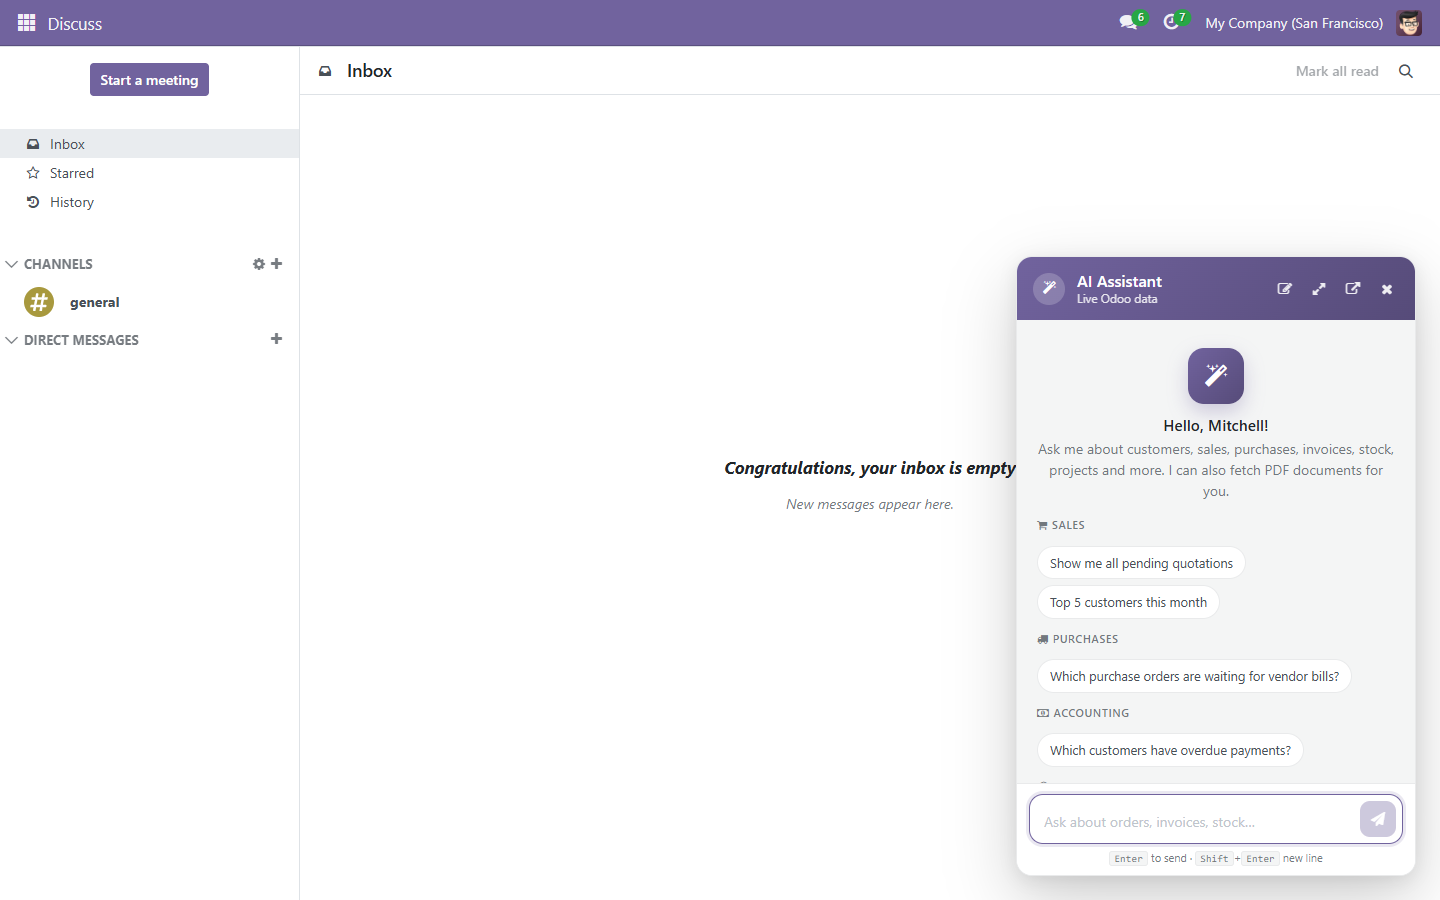 Discuss
6
7
My Company (San Francisco)
Start a meeting
Inbox
Starred
History
CHANNELS
general
DIRECT MESSAGES
Inbox
Mark all read
Congratulations, your inbox is empty
New messages appear here.
AI Assistant
Live Odoo data
Hello, Mitchell!
Ask me about customers, sales, purchases, invoices, stock,
projects and more. I can also fetch PDF documents for
you.
SALES
Show me all pending quotations
Top 5 customers this month
PURCHASES
Which purchase orders are waiting for vendor bills?
ACCOUNTING
Which customers have overdue payments?
Ask about orders, invoices, stock...
Enter to send · Shift+Enter new line